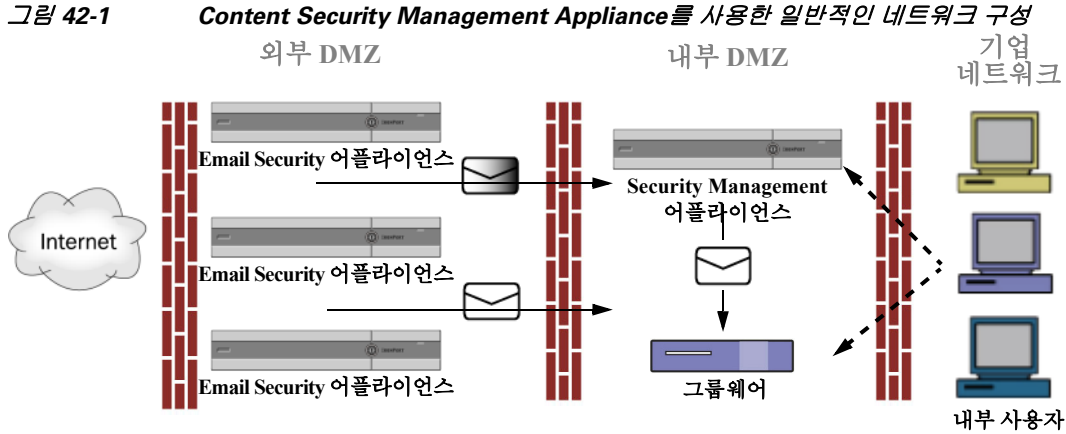 그림 42-1 Content Security Management Appliance를 사용한 일반적인 네트워크 구성
외부 DMZ
내부 DMZ
기업
네트워크
Email Security 어플라이언스
Security Management
어플라이언스
Internet
Email Security 어플라이언스
Email Security 어플라이언스
그룹웨어
내부 사용자